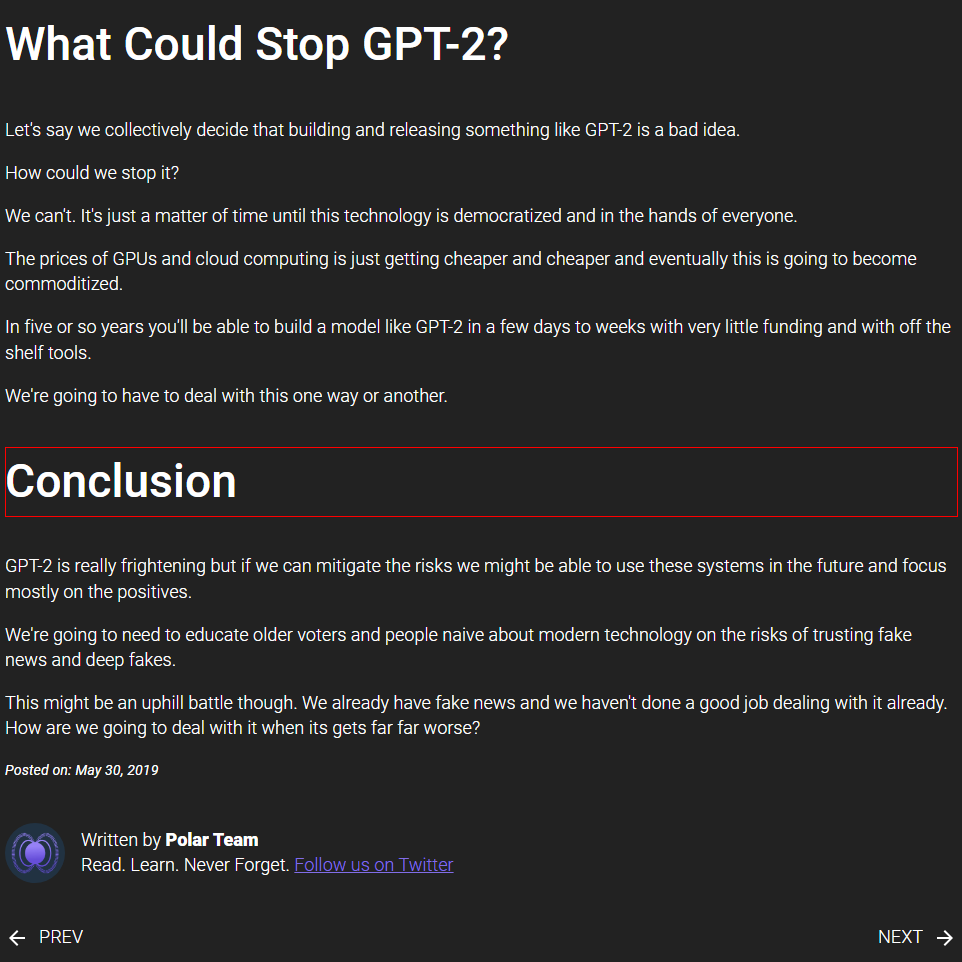 What Could Stop GPT-2?
Let's say we collectively decide that building and releasing something like GPT-2 is a bad idea.
How could we stop it?
We can't. It's just a matter of time until this technology is democratized and in the hands of everyone.
The prices of GPUs and cloud computing is just getting cheaper and cheaper and eventually this is going to become
commoditized.
In five or so years you'll be able to build a model like GPT-2 in a few days to weeks with very little funding and with off the
shelf tools.
We're going to have to deal with this one way or another.
Conclusion
GPT-2 is really frightening but if we can mitigate the risks we might be able to use these systems in the future and focus
mostly on the positives.
We're going to need to educate older voters and people naive about modern technology on the risks of trusting fake
news and deep fakes.
This might be an uphill battle though. We already have fake news and we haven't done a good job dealing with it already.
How are we going to deal with it when its gets far far worse?
Posted on: May 30, 2019
Written by Polar Team
Read. Learn. Never Forget. Follow us on Twitter
PREV
NEXT